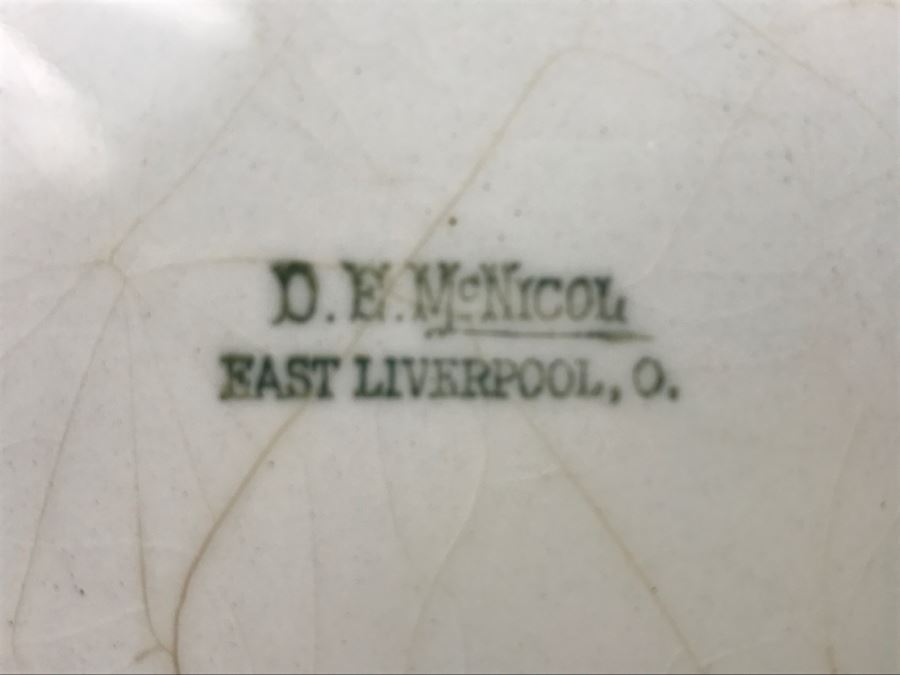 D. E. McNICOL
EAST LIVERPOOL, O.